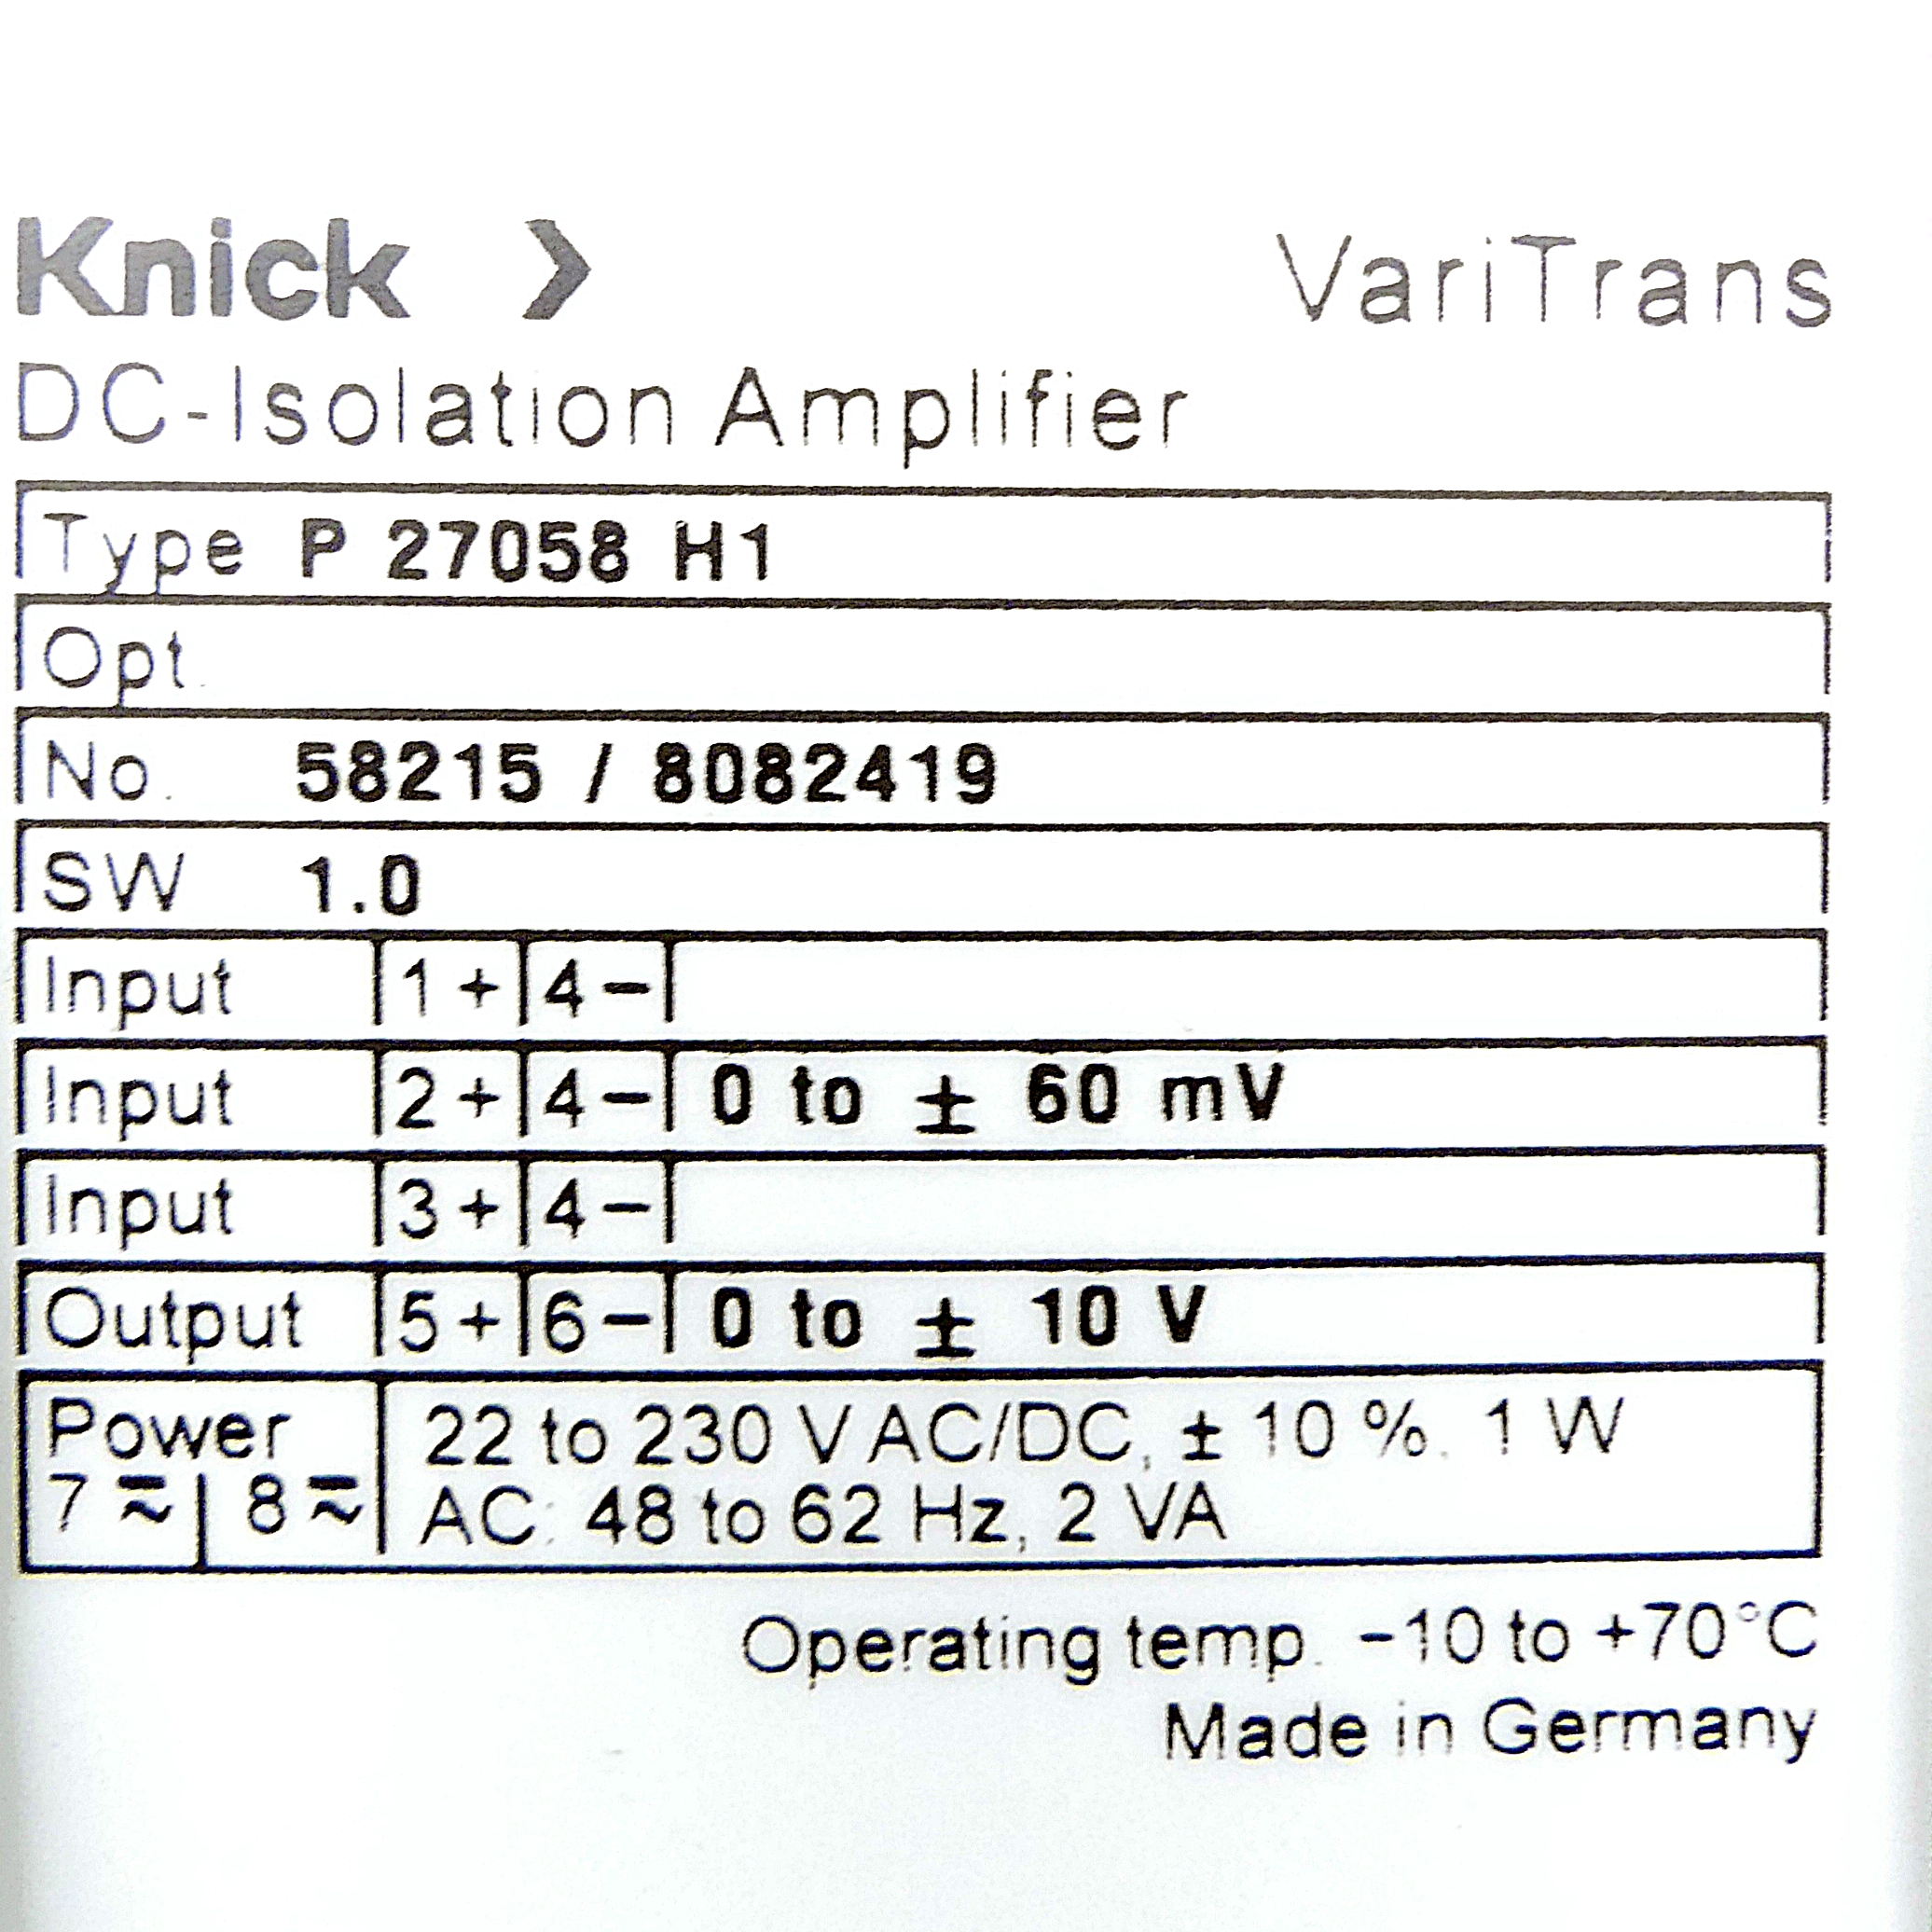 Knick > VariTrans
DC-Isolation Amplifier
Type P 27058 H1
Opt.
No. 58215 / 8082419
SW 1.0
Input 1+ 4-
Input 2+ 4- 0 to ± 60 mV
Input 3+ 4-
Output 5+ 6- 0 to ± 10 V
Power 22 to 230 V AC/DC, ± 10 %. 1 W
7 ⎓~ 8 ⎓~ AC: 48 to 62 Hz, 2 VA
Operating temp. -10 to +70°C
Made in Germany